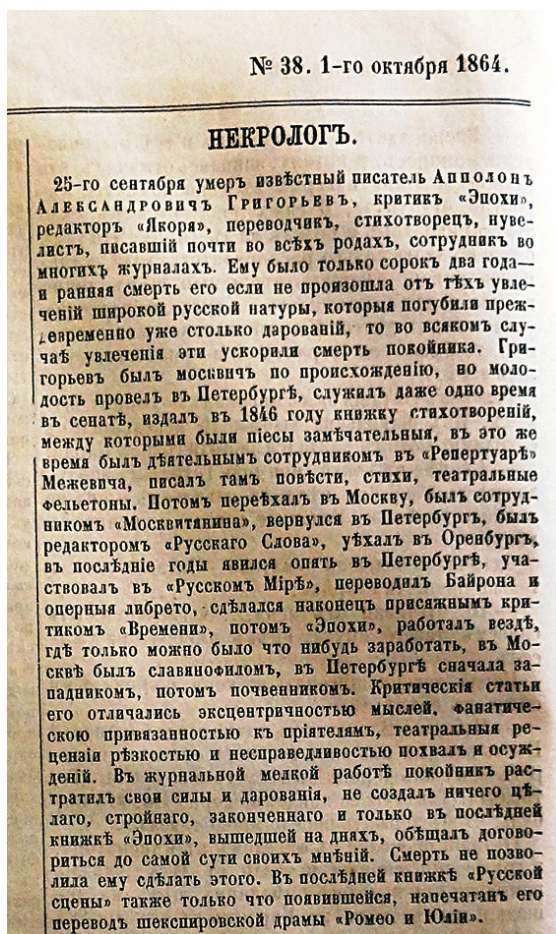 № 38. 1-го октября 1864.
НЕКРОЛОГЪ.
25-го сентября умеръ извѣстный писатель Апполонъ
Александровичъ Григорьевъ, критикъ «Эпохи»,
редакторъ «Якоря», переводчикъ, стихотворецъ, нуве-
листъ, писавшій почти во всѣхъ родахъ, сотрудникъ во
многихъ журналахъ. Ему было только сорокъ два года—
и ранняя смерть его если не произошла отъ тѣхъ увле-
ченій широкой русской натуры, которыя погубили преж-
девременно уже столько дарованій, то во всякомъ слу-
чаѣ увлеченія эти ускорили смерть покойника. Гри-
горьевъ былъ москвичъ по происхожденію, но моло-
дость провелъ въ Петербургѣ, служилъ даже одно время
въ сенатѣ, издалъ въ 1846 году книжку стихотвореній,
между которыми были піесы замѣчательныя, въ это же
время былъ дѣятельнымъ сотрудникомъ въ «Репертуарѣ»
Межевича, писалъ тамъ повѣсти, стихи, театральные
фельетоны. Потомъ переѣхалъ въ Москву, былъ сотруд-
никомъ «Москвитянина», вернулся въ Петербургъ, былъ
редакторомъ «Русскаго Слова», уѣхалъ въ Оренбургъ,
въ послѣдніе годы явился опять въ Петербургѣ, уча-
ствовалъ въ «Русскомъ Мірѣ», переводилъ Байрона и
оперныя либрето, сдѣлался наконецъ присяжнымъ кри-
тикомъ «Времени», потомъ «Эпохи», работалъ вездѣ,
гдѣ только можно было что нибудь заработать, въ Мо-
сквѣ былъ славянофиломъ, въ Петербургѣ сначала за-
падникомъ, потомъ почвенникомъ. Критическія статьи
его отличались эксцентричностью мыслей, фанатиче-
скою привязанностью къ пріятелямъ, театральныя ре-
цензіи рѣзкостью и несправедливостью похвалъ и осуж-
деній. Въ журнальной мелкой работѣ покойникъ рас-
тратилъ свои силы и дарованія, не создалъ ничего цѣ-
лаго, стройнаго, законченнаго и только въ послѣдней
книжкѣ «Эпохи», вышедшей на дняхъ, обѣщалъ догово-
риться до самой сути своихъ мнѣній. Смерть не позво-
лила ему сдѣлать этого. Въ послѣдней книжкѣ «Русской
сцены» также только что появившейся, напечатанъ его
переводъ шекспировской драмы «Ромео и Юлія».